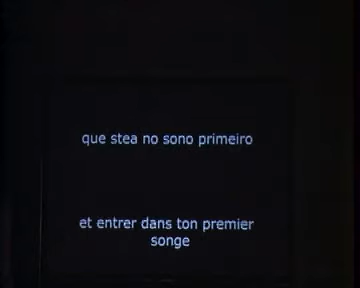 que stea no sono primeiro
et entrer dans ton premier
songe